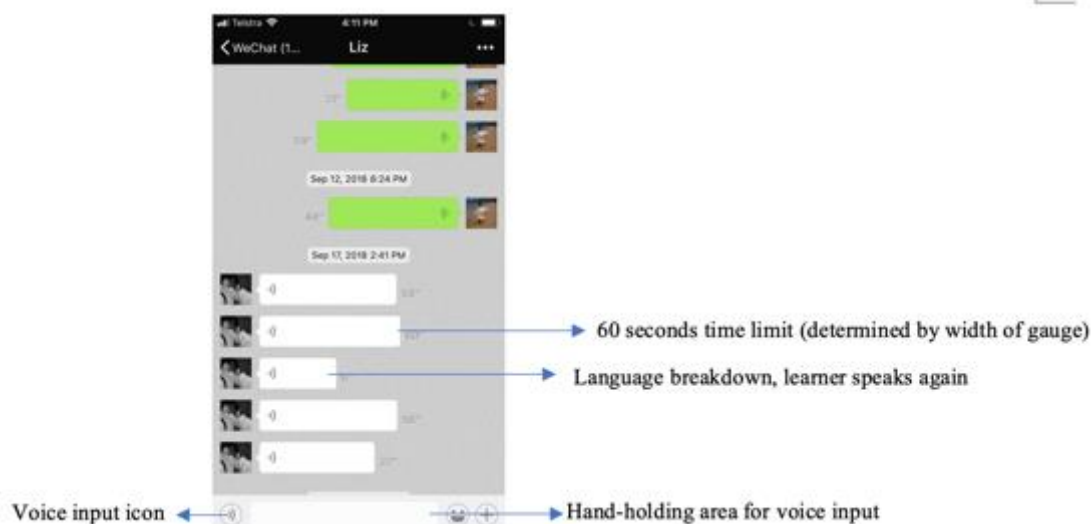 Telstra
4:11 PM
WeChat (1...
Liz
Sep 12, 2018 8:24 PM
Sep 17, 2018 2:41 PM
60 seconds time limit (determined by width of gauge)
Language breakdown, learner speaks again
Voice input icon
Hand-holding area for voice input